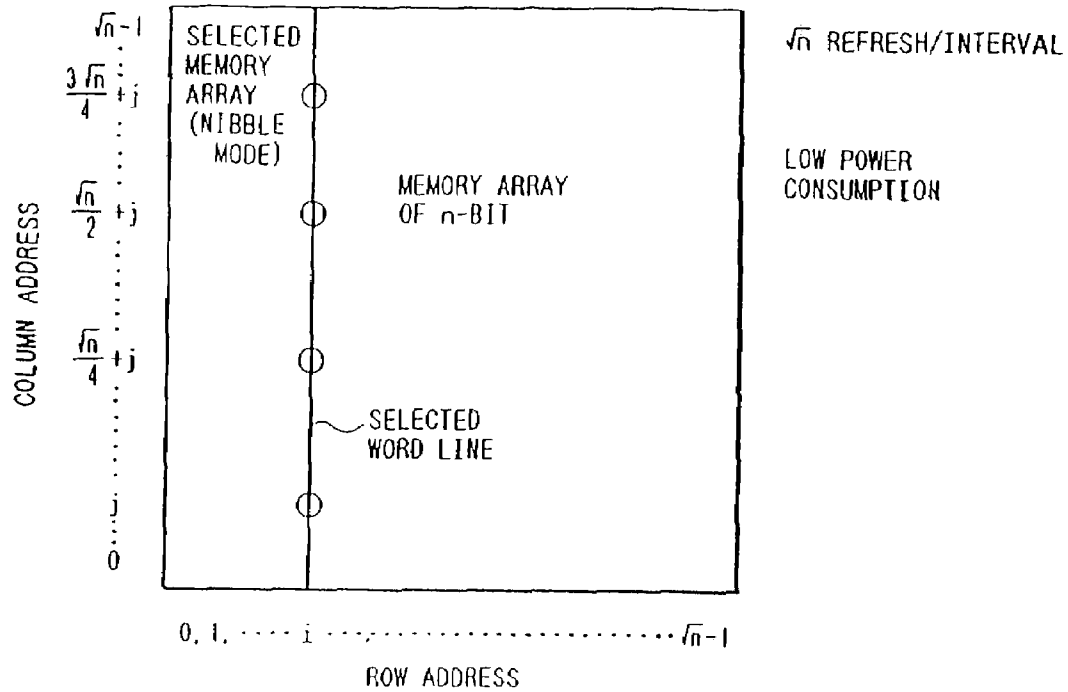 √n-1
SELECTED
MEMORY
ARRAY
(NIBBLE
MODE)
√n REFRESH/INTERVAL
3√n/4 + j
LOW POWER
CONSUMPTION
MEMORY ARRAY
OF n-BIT
√n/2 + j
COLUMN ADDRESS
√n/4 + j
SELECTED
WORD LINE
j
0
0, 1, ···· i ···, ······················ √n-1
ROW ADDRESS